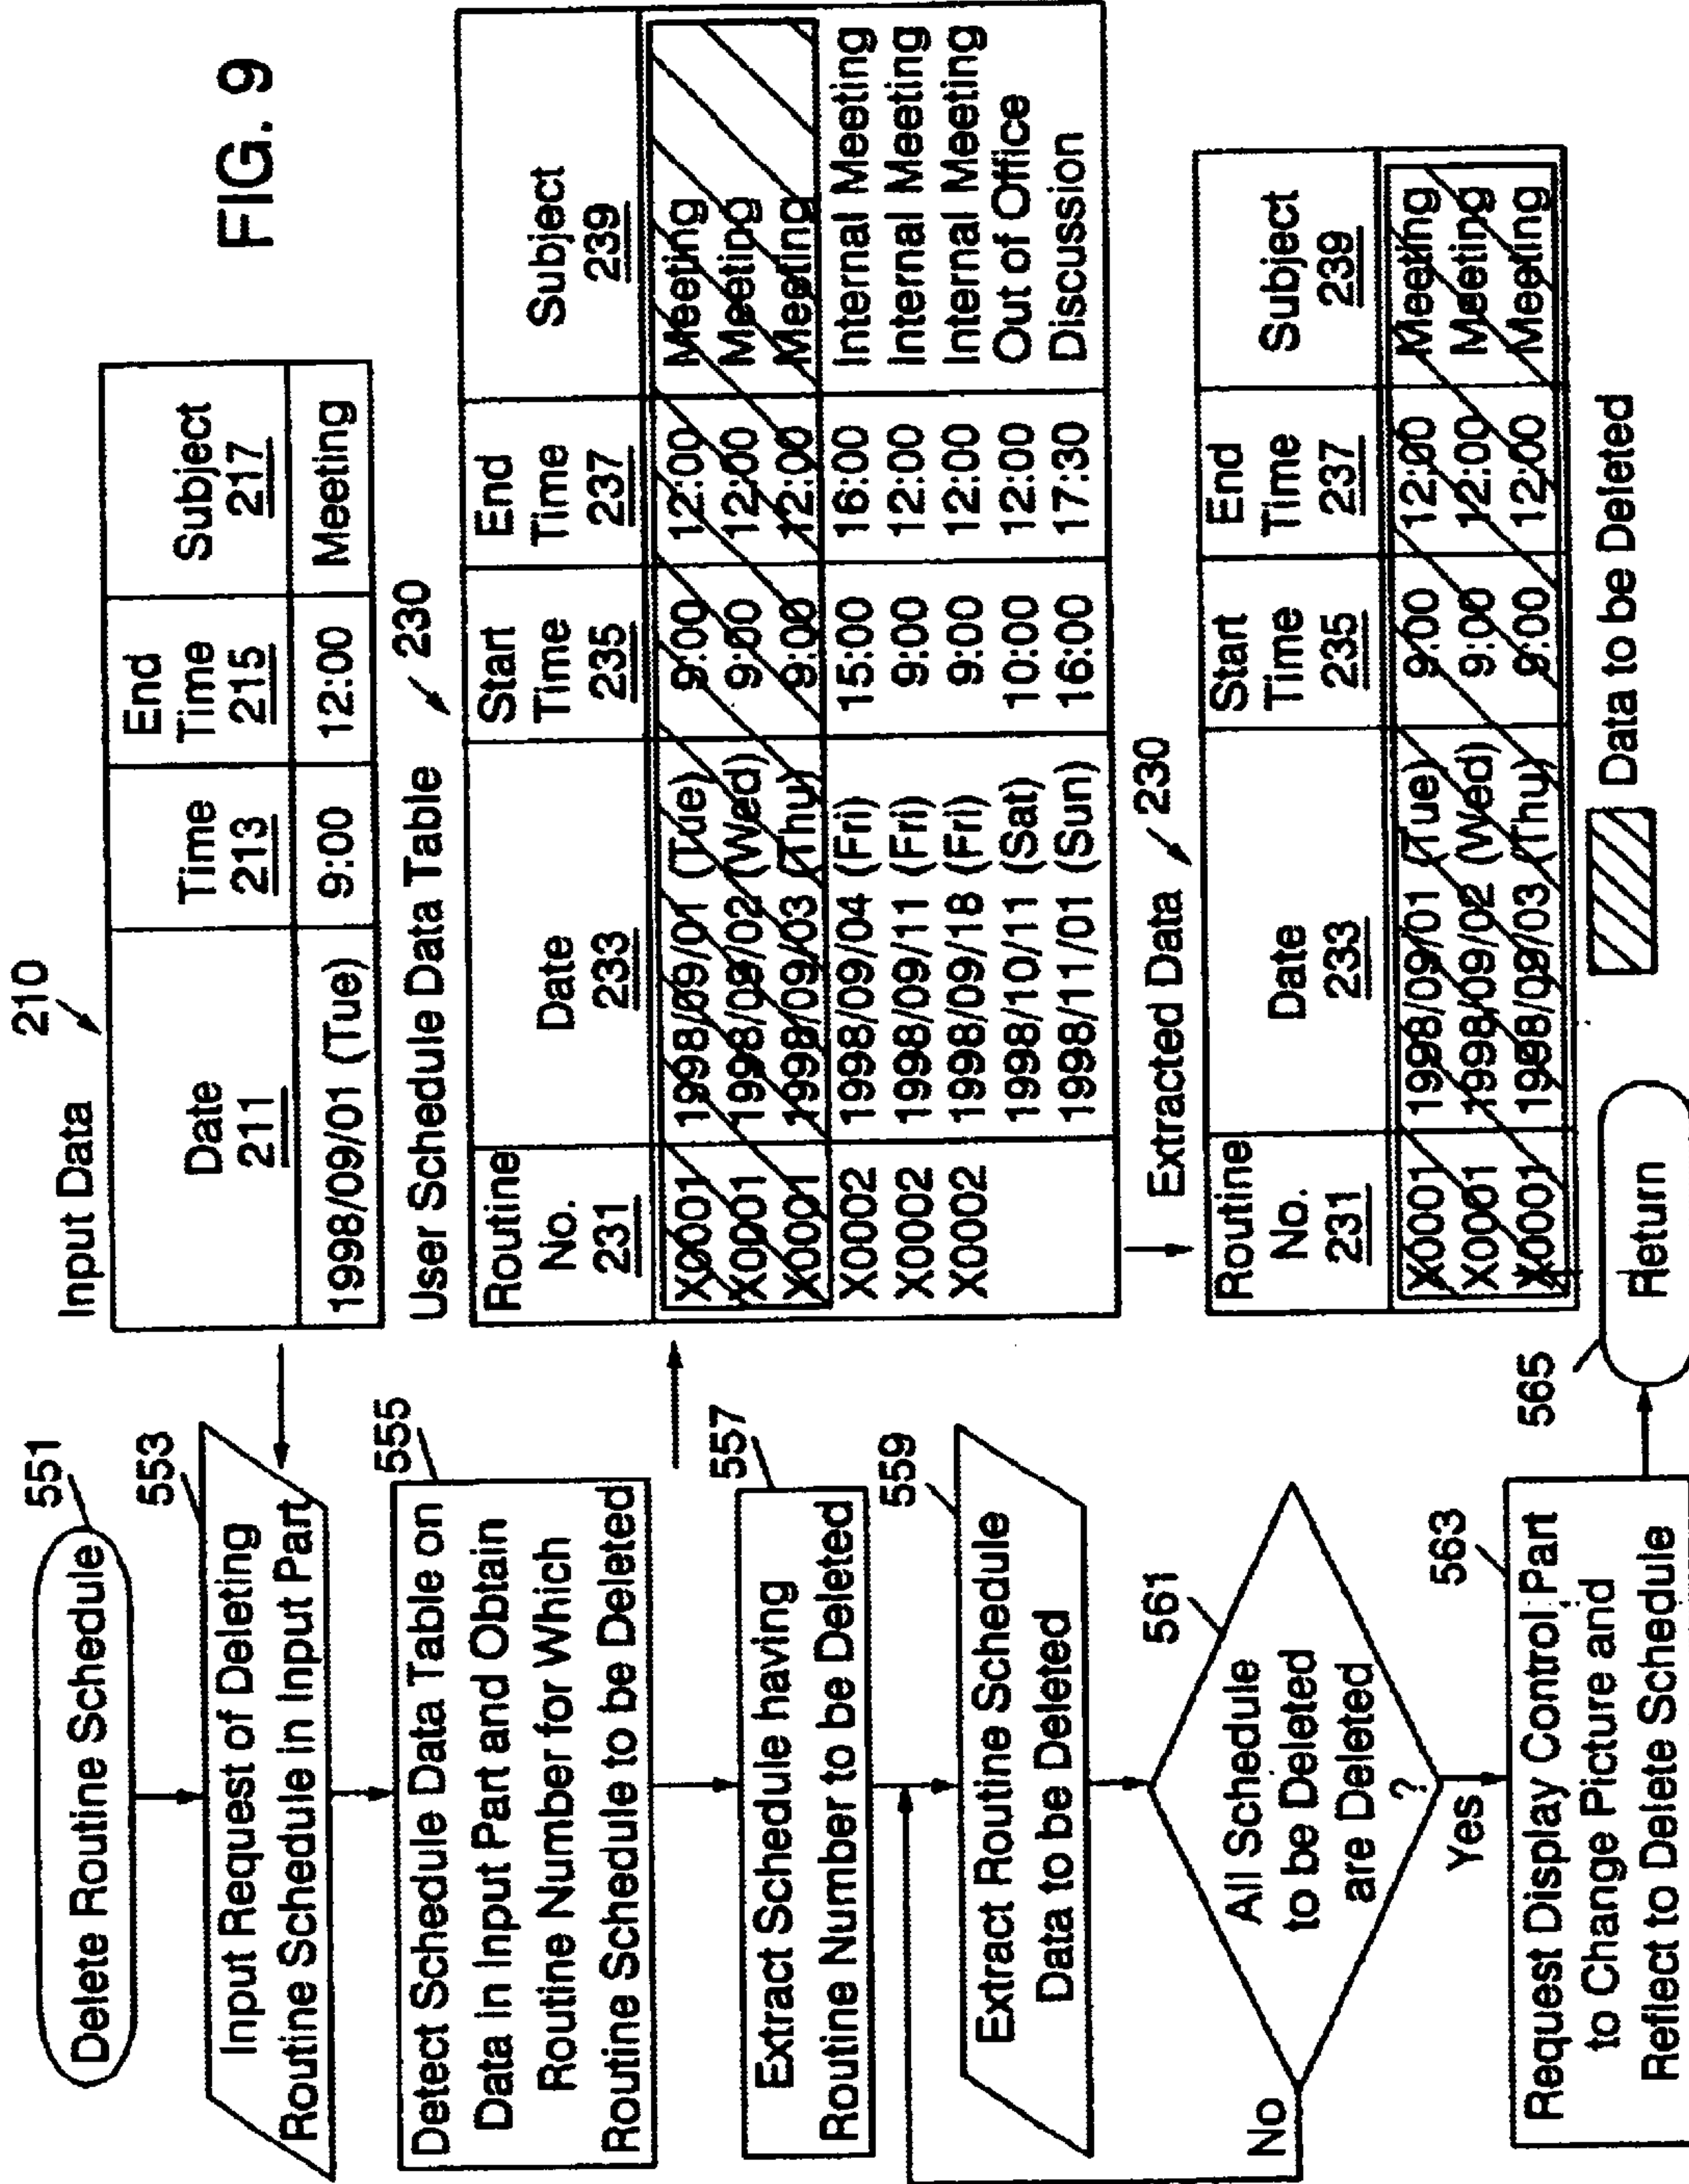 FIG. 9
Delete Routine Schedule
551
Input Request of Deleting
Routine Schedule in Input Part
553
Detect Schedule Data Table on
Data in Input Part and Obtain
Routine Number for Which
Routine Schedule to be Deleted
555
Extract Schedule having
Routine Number to be Deleted
557
Extract Routine Schedule
Data to be Deleted
559
All Schedule
to be Deleted
are Deleted
?
561
No
Yes
Request Display Control Part
to Change Picture and
Reflect to Delete Schedule
563
Return
565
Input Data
210
Date 211 Time 213 End Time 215 Subject 217
1998/09/01 (Tue) 9:00 12:00 Meeting
User Schedule Data Table
230
Routine No. 231 Date 233 Start Time 235 End Time 237 Subject 239
X0001 1998/09/01 (Tue) 9:00 12:00 Meeting
X0001 1998/09/02 (Wed) 9:00 12:00 Meeting
X0001 1998/09/03 (Thu) 9:00 12:00 Meeting
X0002 1998/09/04 (Fri) 15:00 16:00 Internal Meeting
X0002 1998/09/11 (Fri) 9:00 12:00 Internal Meeting
X0002 1998/09/18 (Fri) 9:00 12:00 Internal Meeting
1998/10/11 (Sat) 10:00 12:00 Out of Office
1998/11/01 (Sun) 16:00 17:30 Discussion
Extracted Data
230
Routine No. 231 Date 233 Start Time 235 End Time 237 Subject 239
X0001 1998/09/01 (Tue) 9:00 12:00 Meeting
X0001 1998/09/02 (Wed) 9:00 12:00 Meeting
X0001 1998/09/03 (Thu) 9:00 12:00 Meeting
Data to be Deleted